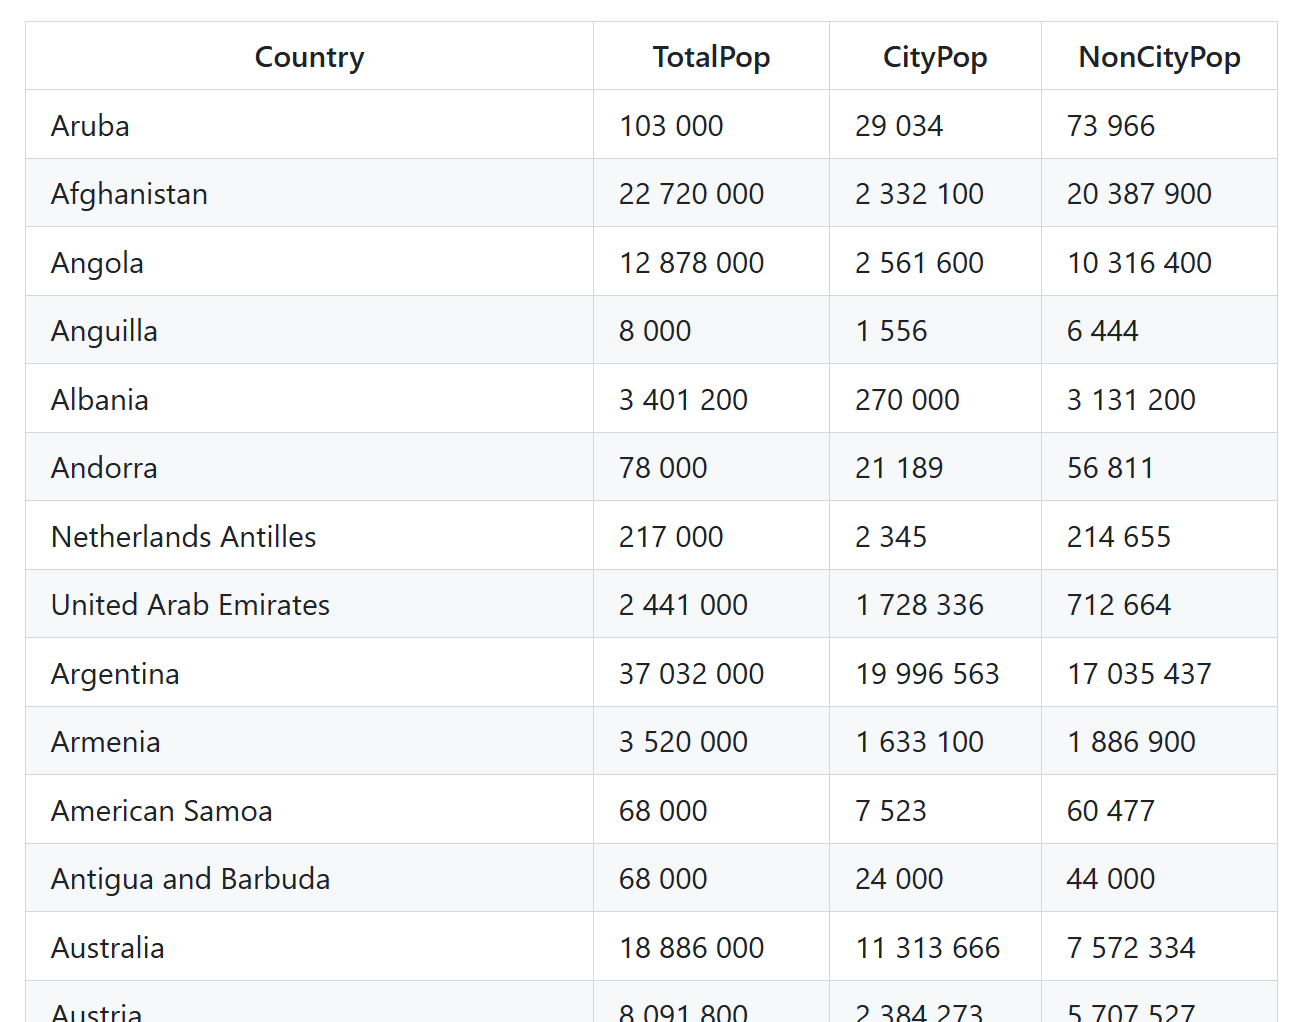 Country TotalPop CityPop NonCityPop
Aruba 103 000 29 034 73 966
Afghanistan 22 720 000 2 332 100 20 387 900
Angola 12 878 000 2 561 600 10 316 400
Anguilla 8 000 1 556 6 444
Albania 3 401 200 270 000 3 131 200
Andorra 78 000 21 189 56 811
Netherlands Antilles 217 000 2 345 214 655
United Arab Emirates 2 441 000 1 728 336 712 664
Argentina 37 032 000 19 996 563 17 035 437
Armenia 3 520 000 1 633 100 1 886 900
American Samoa 68 000 7 523 60 477
Antigua and Barbuda 68 000 24 000 44 000
Australia 18 886 000 11 313 666 7 572 334
Austria 8 091 800 2 384 273 5 707 527